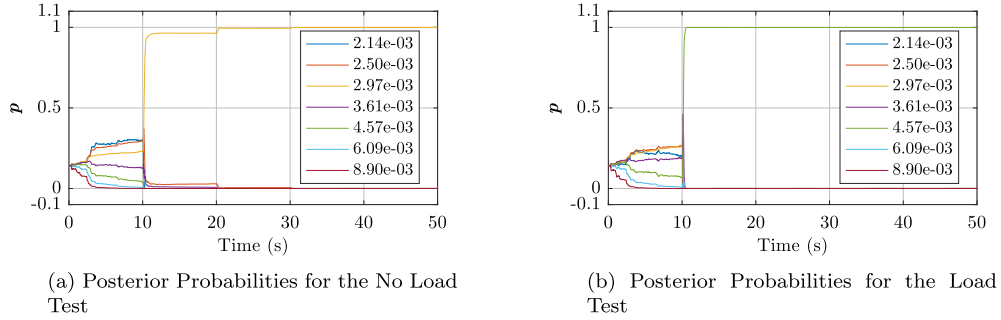 1.1
1
0.5
0
-0.1
p
0 10 20 30 40 50
Time (s)
2.14e-03
2.50e-03
2.97e-03
3.61e-03
4.57e-03
6.09e-03
8.90e-03
(a) Posterior Probabilities for the No Load
Test
1.1
1
0.5
0
-0.1
p
0 10 20 30 40 50
Time (s)
2.14e-03
2.50e-03
2.97e-03
3.61e-03
4.57e-03
6.09e-03
8.90e-03
(b) Posterior Probabilities for the Load
Test